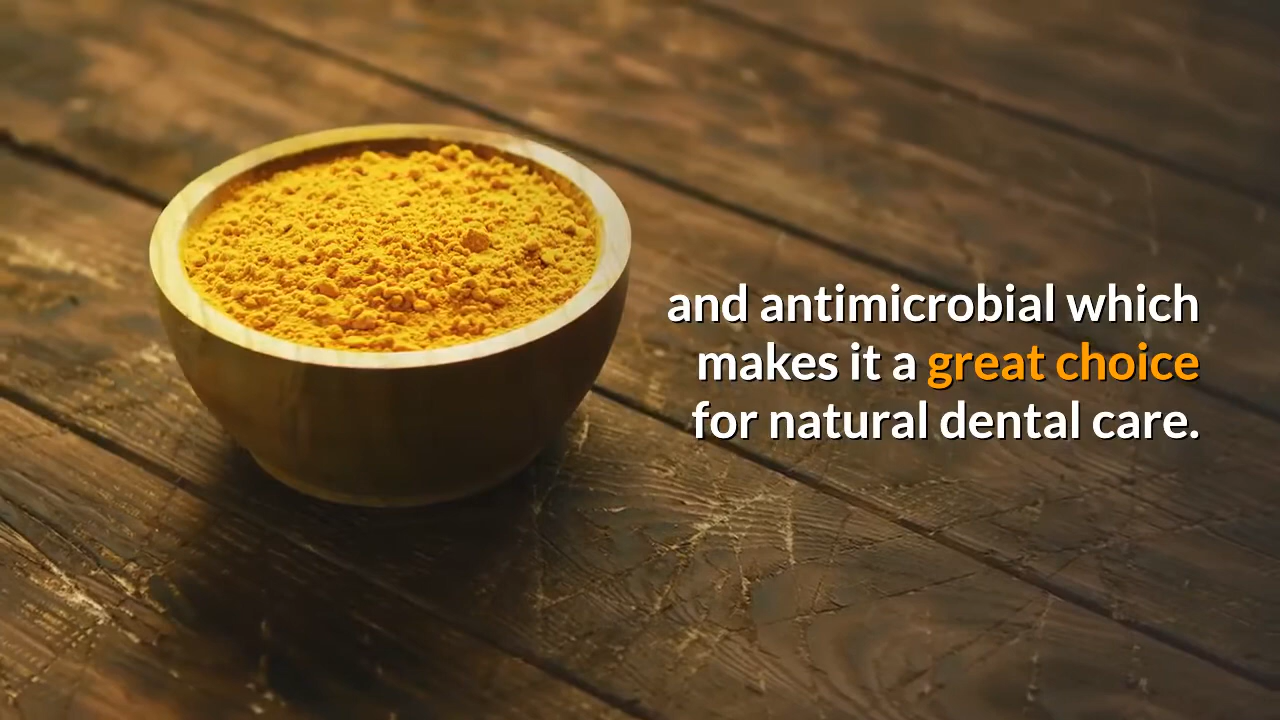 and antimicrobial which
makes it a great choice
for natural dental care.